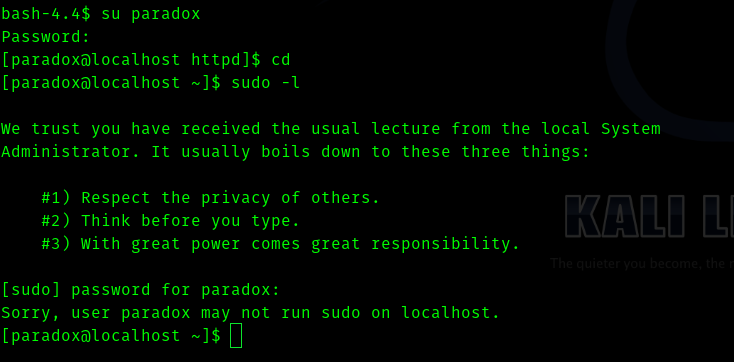 bash-4.4$ su paradox
Password:
[paradox@localhost httpd]$ cd
[paradox@localhost ~]$ sudo -l
We trust you have received the usual lecture from the local System
Administrator. It usually boils down to these three things:
#1) Respect the privacy of others.
#2) Think before you type.
#3) With great power comes great responsibility.
KALI
The quieter you become, the
[sudo] password for paradox:
Sorry, user paradox may not run sudo on localhost.
[paradox@localhost ~]$